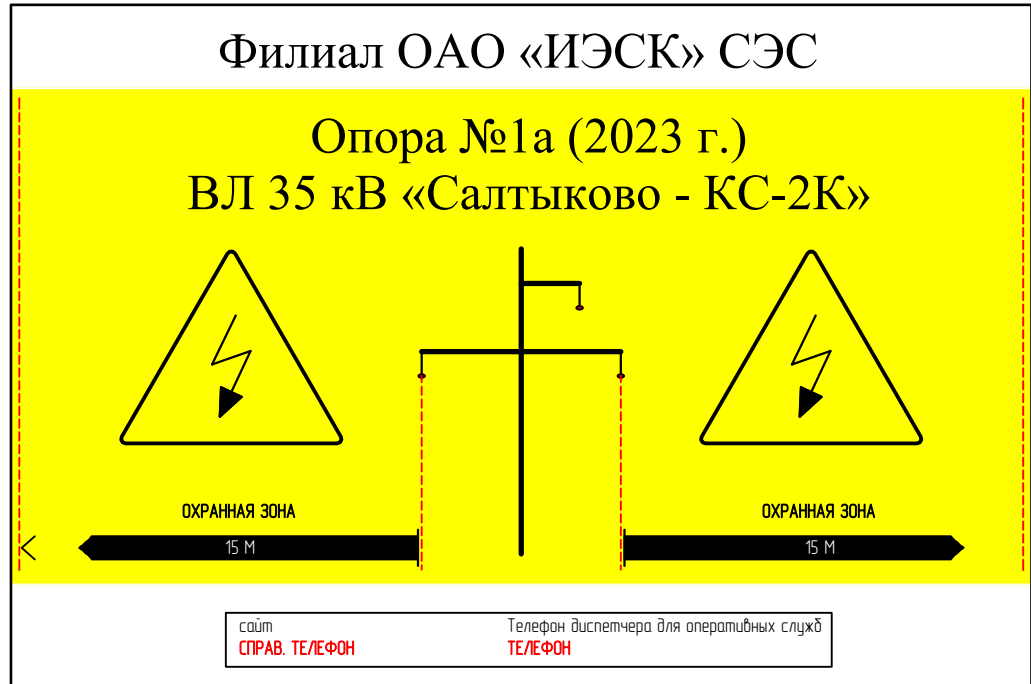 Филиал ОАО «ИЭСК» СЭС
Опора №1а (2023 г.)
ВЛ 35 кВ «Салтыково - КС-2К»
ОХРАННАЯ ЗОНА
15 М
ОХРАННАЯ ЗОНА
15 М
сайт
СПРАВ. ТЕЛЕФОН
Телефон диспетчера для оперативных служб
ТЕЛЕФОН